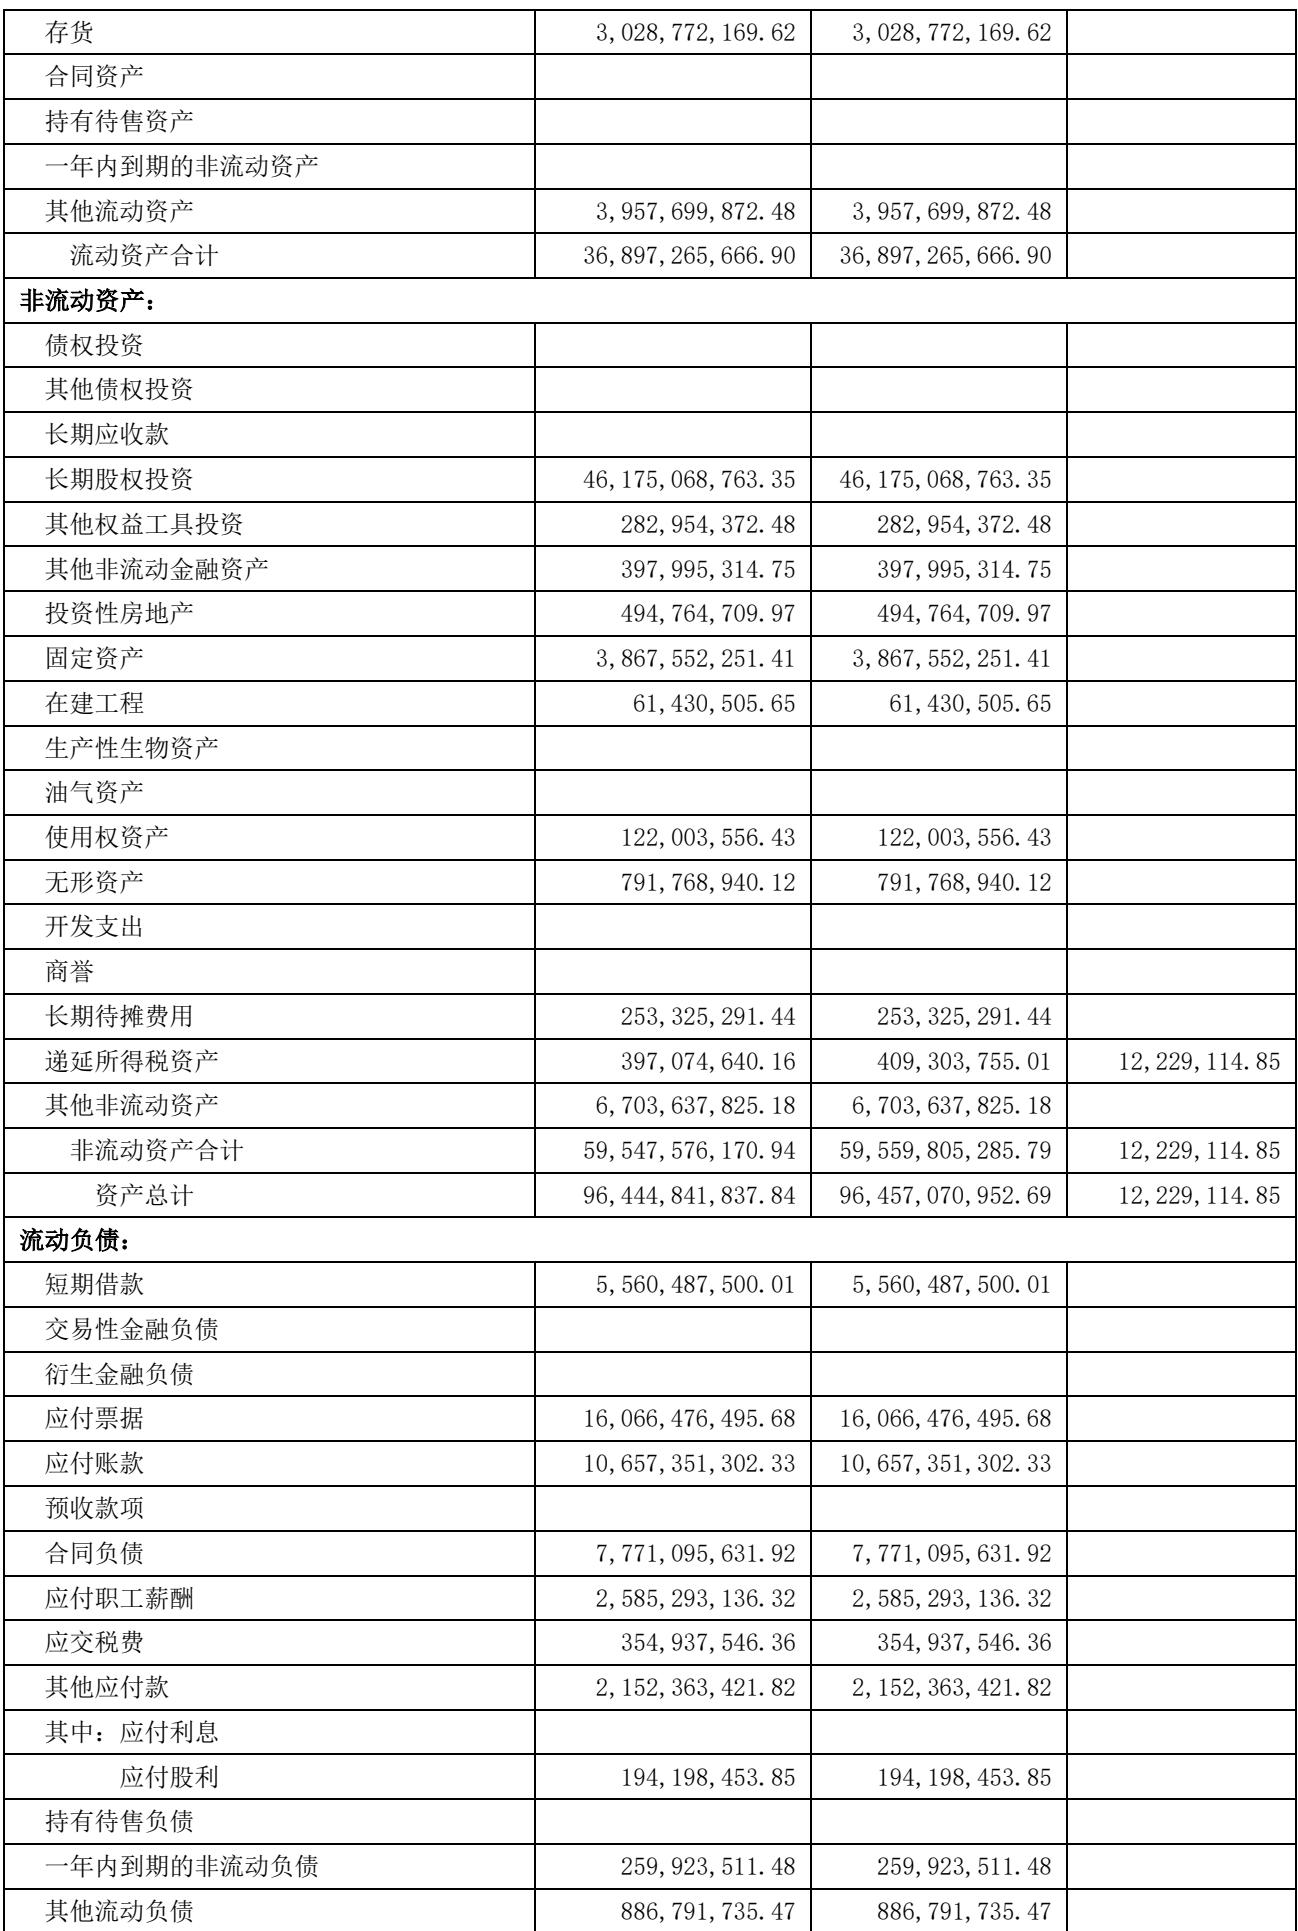 存货 3,028,772,169.62 3,028,772,169.62
合同资产
持有待售资产
一年内到期的非流动资产
其他流动资产 3,957,699,872.48 3,957,699,872.48
流动资产合计 36,897,265,666.90 36,897,265,666.90
非流动资产：
债权投资
其他债权投资
长期应收款
长期股权投资 46,175,068,763.35 46,175,068,763.35
其他权益工具投资 282,954,372.48 282,954,372.48
其他非流动金融资产 397,995,314.75 397,995,314.75
投资性房地产 494,764,709.97 494,764,709.97
固定资产 3,867,552,251.41 3,867,552,251.41
在建工程 61,430,505.65 61,430,505.65
生产性生物资产
油气资产
使用权资产 122,003,556.43 122,003,556.43
无形资产 791,768,940.12 791,768,940.12
开发支出
商誉
长期待摊费用 253,325,291.44 253,325,291.44
递延所得税资产 397,074,640.16 409,303,755.01 12,229,114.85
其他非流动资产 6,703,637,825.18 6,703,637,825.18
非流动资产合计 59,547,576,170.94 59,559,805,285.79 12,229,114.85
资产总计 96,444,841,837.84 96,457,070,952.69 12,229,114.85
流动负债：
短期借款 5,560,487,500.01 5,560,487,500.01
交易性金融负债
衍生金融负债
应付票据 16,066,476,495.68 16,066,476,495.68
应付账款 10,657,351,302.33 10,657,351,302.33
预收款项
合同负债 7,771,095,631.92 7,771,095,631.92
应付职工薪酬 2,585,293,136.32 2,585,293,136.32
应交税费 354,937,546.36 354,937,546.36
其他应付款 2,152,363,421.82 2,152,363,421.82
其中：应付利息
应付股利 194,198,453.85 194,198,453.85
持有待售负债
一年内到期的非流动负债 259,923,511.48 259,923,511.48
其他流动负债 886,791,735.47 886,791,735.47